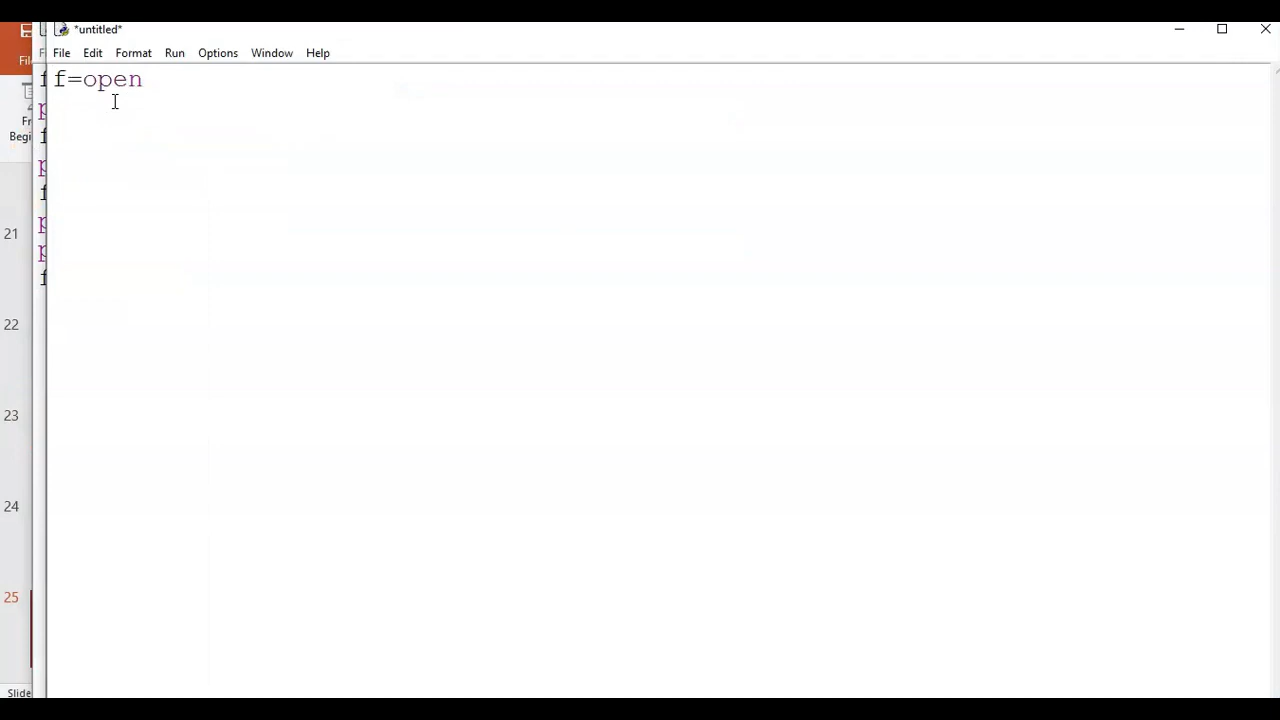 *untitled*
File Edit Format Run Options Window Help
f=open
21
22
23
24
25
Slide